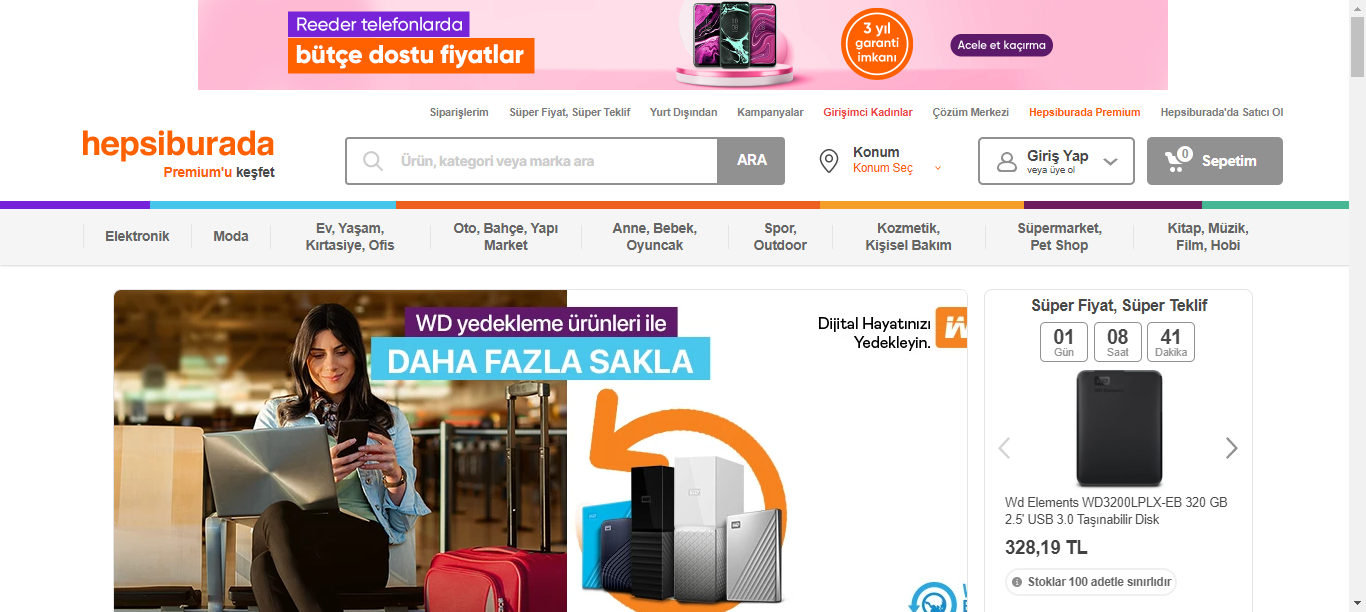 Reeder telefonlarda
bütçe dostu fiyatlar
3 yıl
garanti
imkanı
Acele et kaçırma
Siparişlerim Süper Fiyat, Süper Teklif Yurt Dışından Kampanyalar Girişimci Kadınlar Çözüm Merkezi Hepsiburada Premium Hepsiburada'da Satıcı Ol
hepsiburada
Premium'u keşfet
Ürün, kategori veya marka ara
ARA
Konum
Konum Seç
Giriş Yap
veya üye ol
0
Sepetim
Elektronik
Moda
Ev, Yaşam,
Kırtasiye, Ofis
Oto, Bahçe, Yapı
Market
Anne, Bebek,
Oyuncak
Spor,
Outdoor
Kozmetik,
Kişisel Bakım
Süpermarket,
Pet Shop
Kitap, Müzik,
Film, Hobi
WD yedekleme ürünleri ile
DAHA FAZLA SAKLA
Dijital Hayatınızı
Yedekleyin.
Süper Fiyat, Süper Teklif
01 08 41
Gün Saat Dakika
Wd Elements WD3200LPLX-EB 320 GB
2.5' USB 3.0 Taşınabilir Disk
328,19 TL
Stoklar 100 adetle sınırlıdır